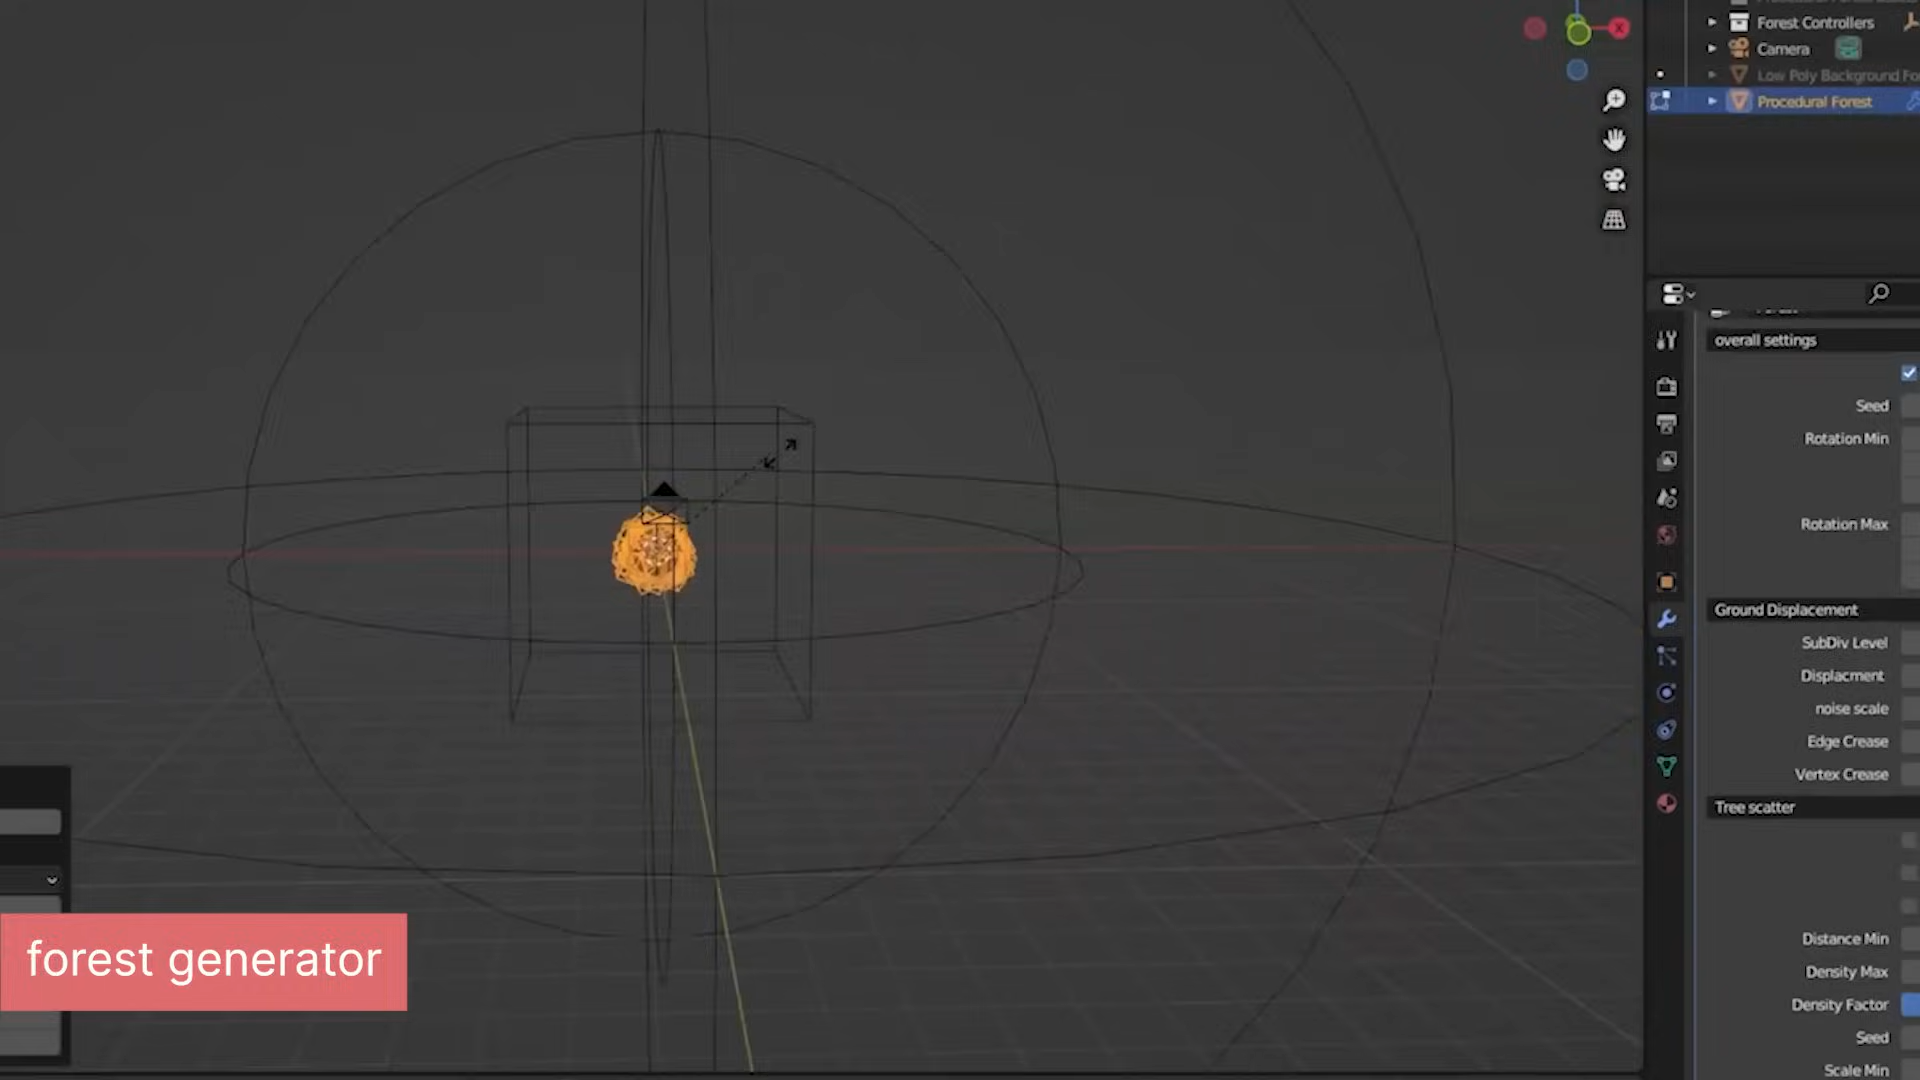 Forest Controllers
Camera
Low Poly Background Fo
Procedural Forest
X
overall settings
Seed
Rotation Min
Rotation Max
Ground Displacement
SubDiv Level
Displacment
noise scale
Edge Crease
Vertex Crease
Tree scatter
Distance Min
Density Max
Density Factor
Seed
Scale Min
forest generator